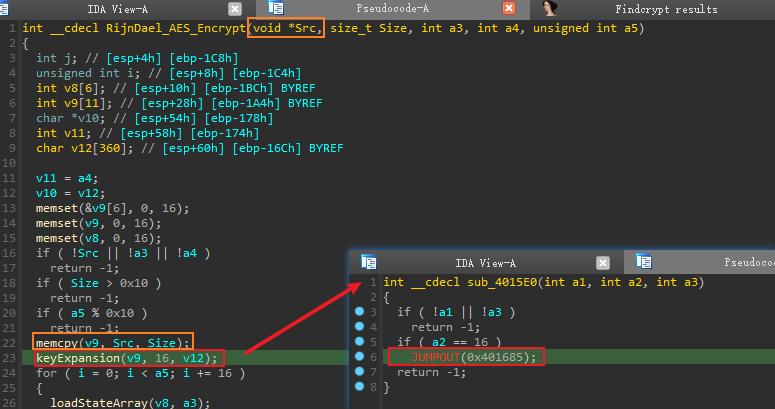 IDA View-A Pseudocode-A Findcrypt results
1 int __cdecl RijnDael_AES_Encrypt(void *Src, size_t Size, int a3, int a4, unsigned int a5)
2 {
3 int j; // [esp+4h] [ebp-1C8h]
4 unsigned int i; // [esp+8h] [ebp-1C4h]
5 int v8[6]; // [esp+10h] [ebp-1BCh] BYREF
6 int v9[11]; // [esp+28h] [ebp-1A4h] BYREF
7 char *v10; // [esp+54h] [ebp-178h]
8 int v11; // [esp+58h] [ebp-174h]
9 char v12[360]; // [esp+60h] [ebp-16Ch] BYREF
10
11 v11 = a4;
12 v10 = v12;
13 memset(&v9[6], 0, 16);
14 memset(v9, 0, 16);
15 memset(v8, 0, 16);
16 if ( !Src || !a3 || !a4 )
17 return -1;
18 if ( Size > 0x10 )
19 return -1;
20 if ( a5 % 0x10 )
21 return -1;
22 memcpy(v9, Src, Size);
23 keyExpansion(v9, 16, v12);
24 for ( i = 0; i < a5; i += 16 )
25 {
26 loadStateArray(v8, a3);
IDA View-A Pseudoc
1 int __cdecl sub_4015E0(int a1, int a2, int a3)
2 {
3 if ( !a1 || !a3 )
4 return -1;
5 if ( a2 == 16 )
6 JUMPOUT(0x401685);
7 return -1;
8 }